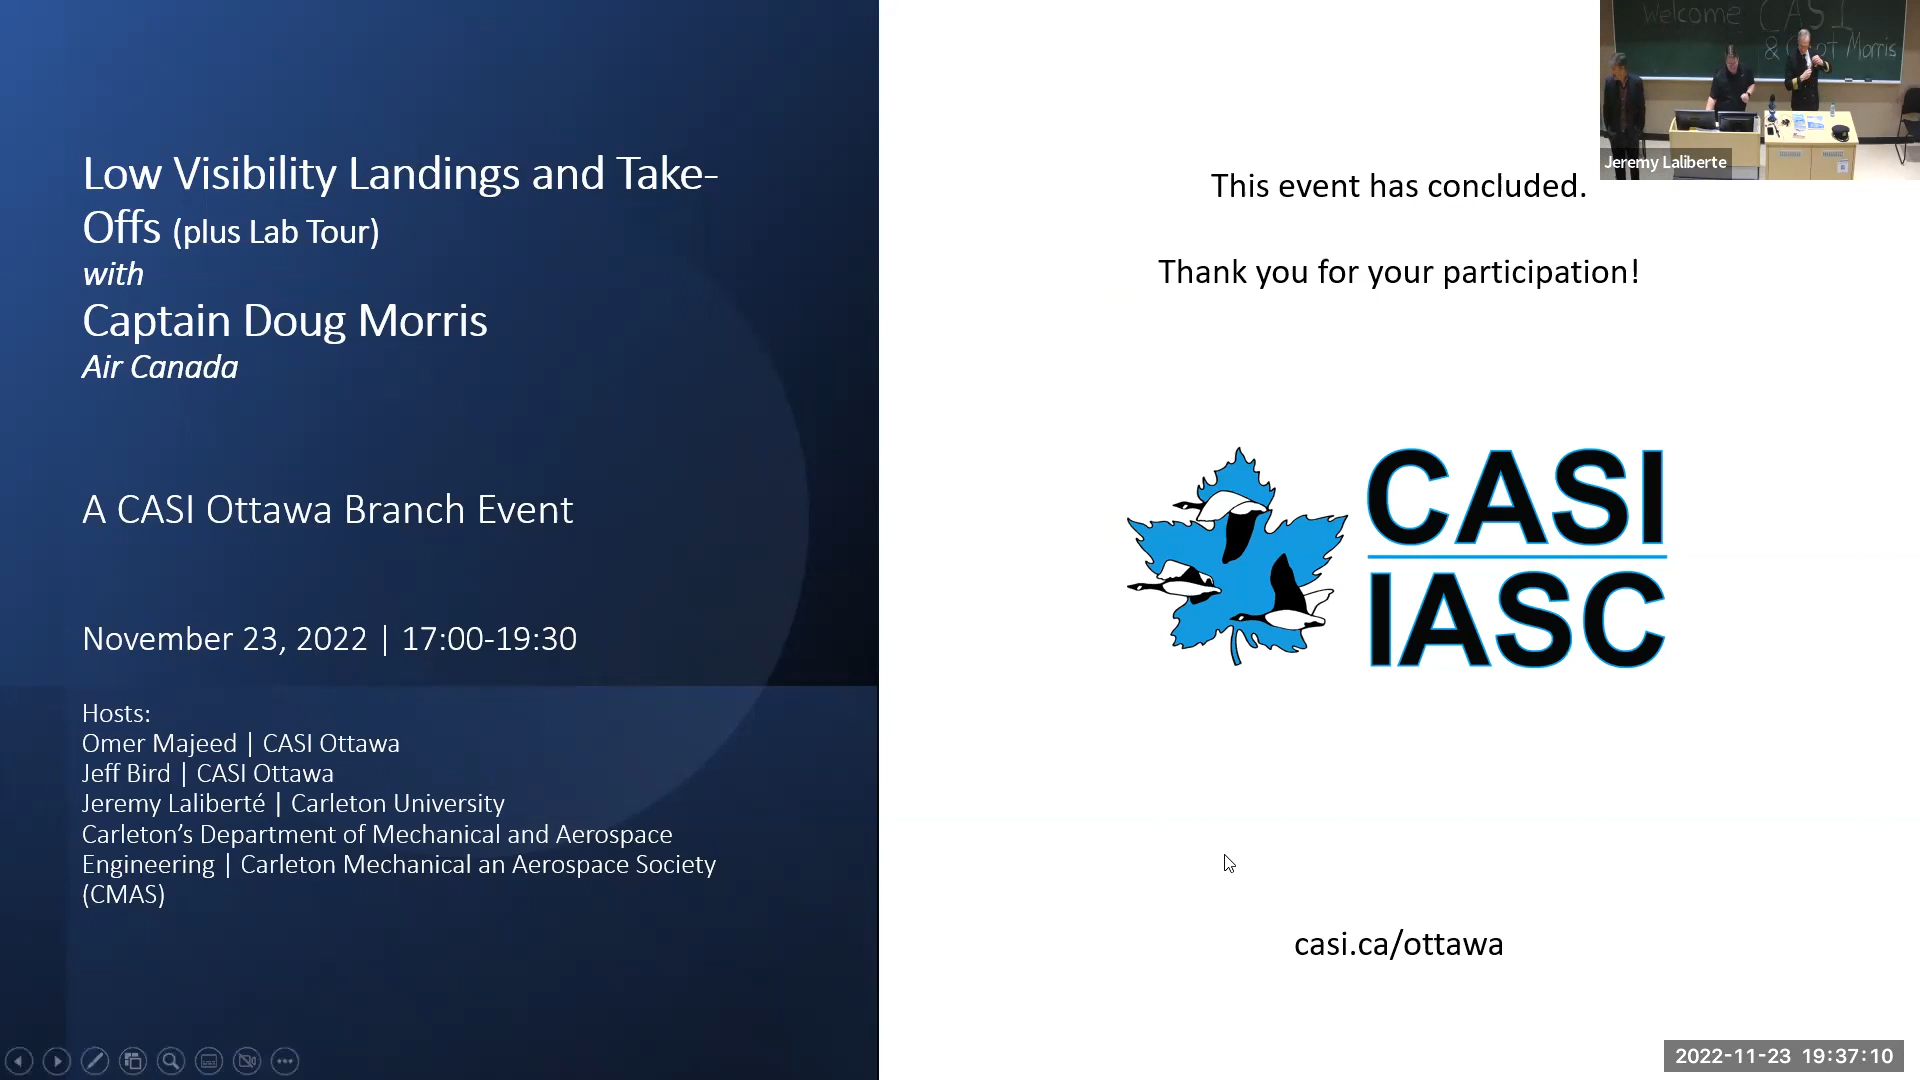 Low Visibility Landings and Take-
Offs (plus Lab Tour)
with
Captain Doug Morris
Air Canada
A CASI Ottawa Branch Event
November 23, 2022 | 17:00-19:30
Hosts:
Omer Majeed | CASI Ottawa
Jeff Bird | CASI Ottawa
Jeremy Laliberté | Carleton University
Carleton’s Department of Mechanical and Aerospace
Engineering | Carleton Mechanical an Aerospace Society
(CMAS)
Welcome CASI
& Morris
Jeremy Laliberte
This event has concluded.
Thank you for your participation!
CASI
IASC
casi.ca/ottawa
2022-11-23 19:37:10